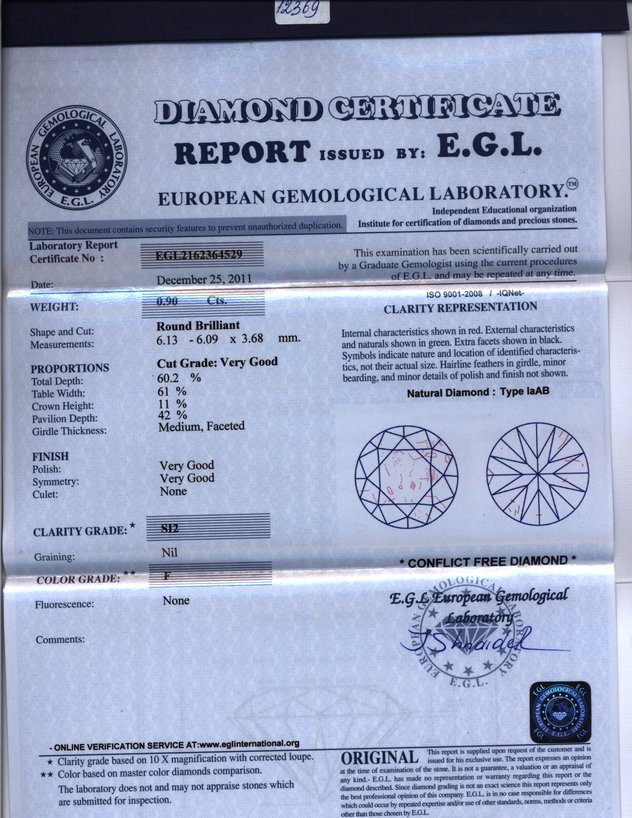 12369
DIAMOND CERTIFICATE
REPORT ISSUED BY: E.G.L.
EUROPEAN GEMOLOGICAL LABORATORY
E.G.L.
EUROPEAN GEMOLOGICAL LABORATORY.™
Independent Educational organization
Institute for certification of diamonds and precious stones.
NOTE: This document contains security features to prevent unauthorized duplication.
Laboratory Report
Certificate No : EGL2162364529
Date: December 25, 2011
WEIGHT: 0.90 Cts.
Shape and Cut: Round Brilliant
Measurements: 6.13 - 6.09 x 3.68 mm.
PROPORTIONS Cut Grade: Very Good
Total Depth: 60.2 %
Table Width: 61 %
Crown Height: 11 %
Pavilion Depth: 42 %
Girdle Thickness: Medium, Faceted
FINISH
Polish: Very Good
Symmetry: Very Good
Culet: None
CLARITY GRADE:* SI2
Graining: Nil
COLOR GRADE:** F
Fluorescence: None
Comments:
This examination has been scientifically carried out
by a Graduate Gemologist using the current procedures
of E.G.L. and may be repeated at any time.
ISO 9001-2008 / -IQNet-
CLARITY REPRESENTATION
Internal characteristics shown in red. External characteristics
and naturals shown in green. Extra facets shown in black.
Symbols indicate nature and location of identified characteris-
tics, not their actual size. Hairline feathers in girdle, minor
bearding, and minor details of polish and finish not shown.
Natural Diamond : Type IaAB
* CONFLICT FREE DIAMOND *
E.G.L European Gemological
Laboratory
EUROPEAN GEMOLOGICAL LABORATORY
E.G.L.
EGL EGL
EGL EGL
- ONLINE VERIFICATION SERVICE AT:www.eglinternational.org
* Clarity grade based on 10 X magnification with corrected loupe.
** Color based on master color diamonds comparison.
The laboratory does not and may not appraise stones which
are submitted for inspection.
ORIGINAL This report is supplied upon request of the customer and is
issued for his exclusive use. The report expresses an opinion
at the time of examination of the stone. It is not a guarantee, a valuation or an appraisal of
any kind.- E.G.L. has made no representation or warranty regarding this report or the
diamond described. Since diamond grading is not an exact science this report represents only
the best professional opinion of this company. E.G.L. is in no case responsible for differences
which could occur by repeated expertise and/or use of other standards, norms, methods or criteria
other than those chosen by E.G.L.